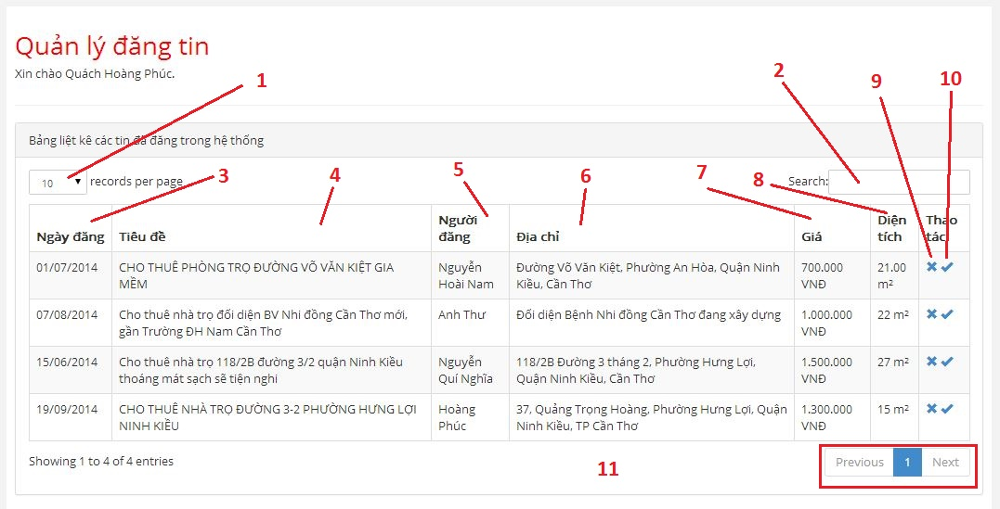 Quản lý đăng tin
Xin chào Quách Hoàng Phúc.
1
2
9
10
Bảng liệt kê các tin đã đăng trong hệ thống
10 records per page
3
4
5
6
7
8
Search:
Ngày đăng
Tiêu đề
Người
đăng
Địa chỉ
Giá
Diện
tích
Thao
tác
01/07/2014
CHO THUÊ PHÒNG TRỌ ĐƯỜNG VÕ VĂN KIỆT GIA
MỀM
Nguyễn
Hoài Nam
Đường Võ Văn Kiệt, Phường An Hòa, Quận Ninh
Kiều, Cần Thơ
700.000
VNĐ
21.00
m²
07/08/2014
Cho thuê nhà trọ đối diện BV Nhi đồng Cần Thơ mới,
gần Trường ĐH Nam Cần Thơ
Anh Thư
Đối diện Bệnh Nhi đồng Cần Thơ đang xây dựng
1.000.000
VNĐ
22 m²
15/06/2014
Cho thuê nhà trọ 118/2B đường 3/2 quận Ninh Kiều
thoáng mát sạch sẽ tiện nghi
Nguyễn
Quí Nghĩa
118/2B Đường 3 tháng 2, Phường Hưng Lợi,
Quận Ninh Kiều, Cần Thơ
1.500.000
VNĐ
27 m²
19/09/2014
CHO THUÊ NHÀ TRỌ ĐƯỜNG 3-2 PHƯỜNG HƯNG LỢI
NINH KIỀU
Hoàng
Phúc
37, Quảng Trọng Hoàng, Phường Hưng Lợi, Quận
Ninh Kiều, TP Cần Thơ
1.300.000
VNĐ
15 m²
Showing 1 to 4 of 4 entries
11
Previous 1 Next